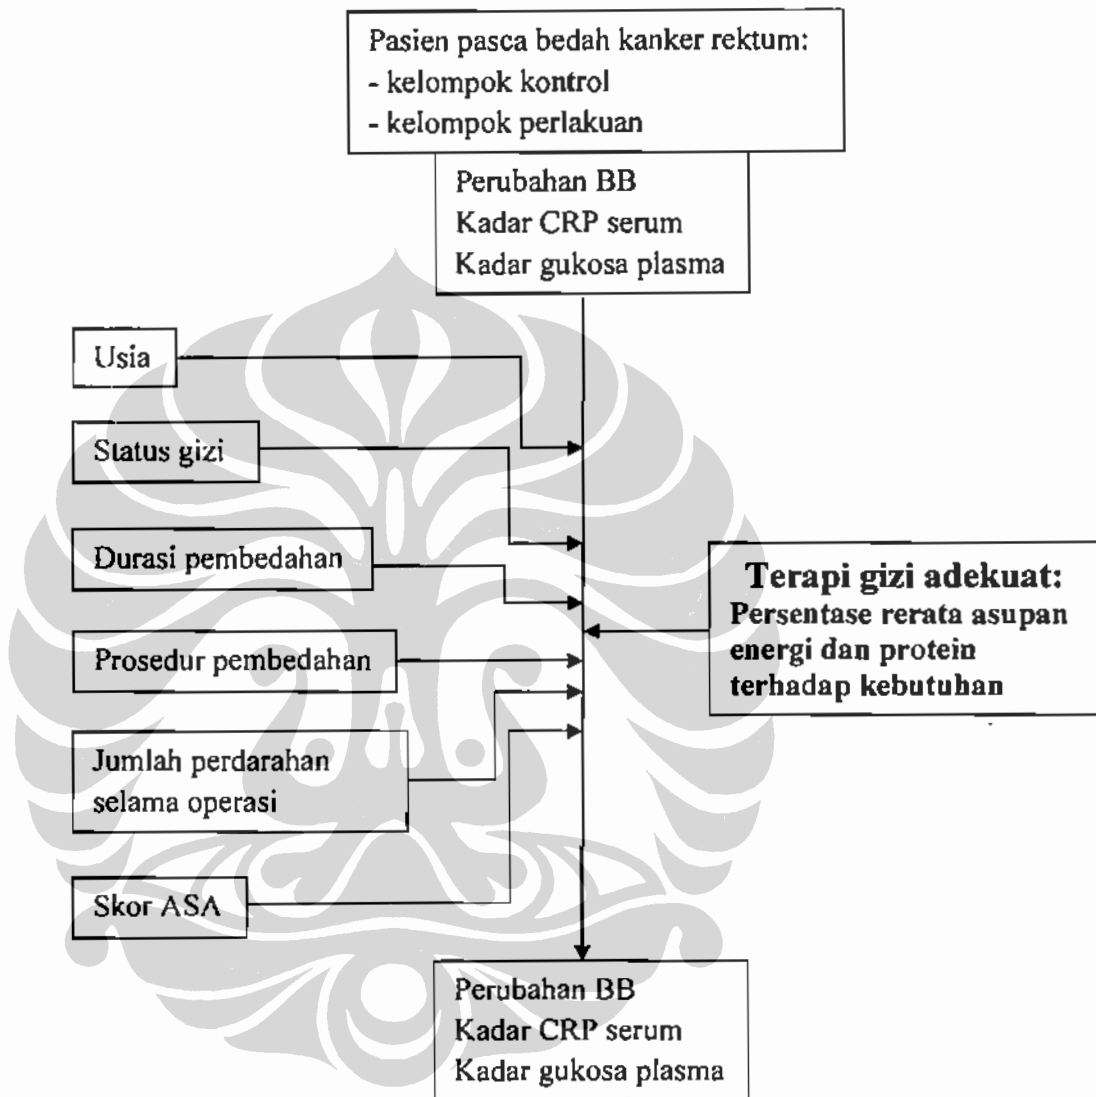 Pasien pasca bedah kanker rektum:
- kelompok kontrol
- kelompok perlakuan
Perubahan BB
Kadar CRP serum
Kadar gukosa plasma
Usia
Status gizi
Durasi pembedahan
Prosedur pembedahan
Jumlah perdarahan
selama operasi
Skor ASA
Terapi gizi adekuat:
Persentase rerata asupan
energi dan protein
terhadap kebutuhan
Perubahan BB
Kadar CRP serum
Kadar gukosa plasma